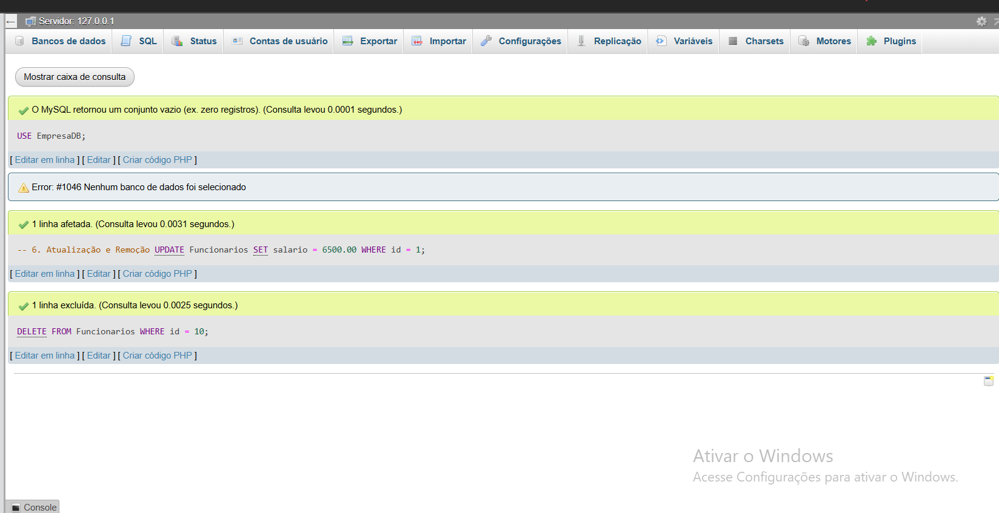 Servidor: 127.0.0.1
Bancos de dados SQL Status Contas de usuário Exportar Importar Configurações Replicação Variáveis Charsets Motores Plugins
Mostrar caixa de consulta
O MySQL retornou um conjunto vazio (ex. zero registros). (Consulta levou 0.0001 segundos.)
USE EmpresaDB;
[ Editar em linha ] [ Editar ] [ Criar código PHP ]
Error: #1046 Nenhum banco de dados foi selecionado
1 linha afetada. (Consulta levou 0.0031 segundos.)
-- 6. Atualização e Remoção UPDATE Funcionarios SET salario = 6500.00 WHERE id = 1;
[ Editar em linha ] [ Editar ] [ Criar código PHP ]
1 linha excluída. (Consulta levou 0.0025 segundos.)
DELETE FROM Funcionarios WHERE id = 10;
[ Editar em linha ] [ Editar ] [ Criar código PHP ]
Ativar o Windows
Acesse Configurações para ativar o Windows.
Console